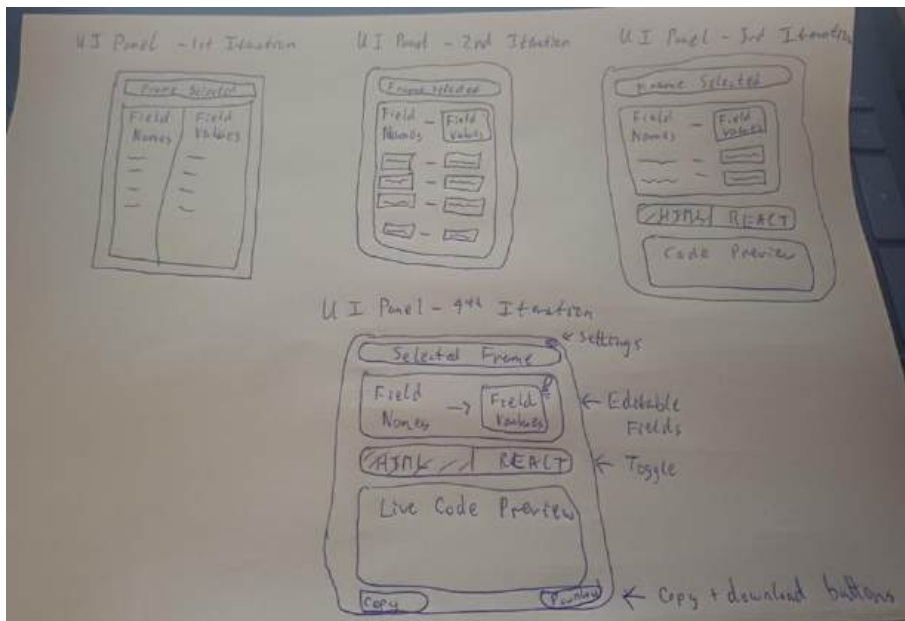 UI Panel - 1st Iteration
Frame Selected
Field Field
Names Values
UI Panel - 2nd Iteration
Frame selected
Field
Names - Field
Values
UI Panel - 3rd Iteration
Frame Selected
Field
Names - Field
Values
HTML REACT
Code Preview
UI Panel - 4th Iteration
← Settings
Selected Frame
Field
Names → Field
Values
← Editable
Fields
HTML REACT
← Toggle
Live Code Preview
Copy
Download
← Copy + download buttons